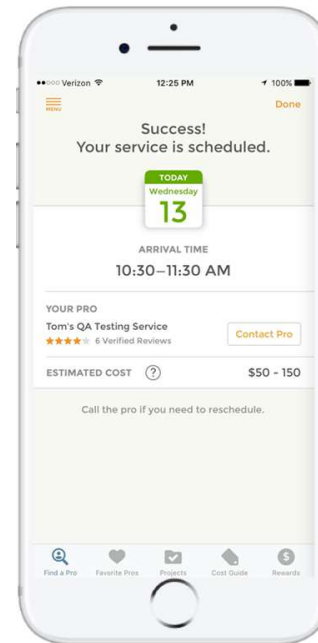 Verizon 12:25 PM 100%
MENU Done
Success!
Your service is scheduled.
TODAY
Wednesday
13
ARRIVAL TIME
10:30–11:30 AM
YOUR PRO
Tom's QA Testing Service
6 Verified Reviews
Contact Pro
ESTIMATED COST ? $50 - 150
Call the pro if you need to reschedule.
Find a Pro Favorite Pros Projects Cost Guide Rewards